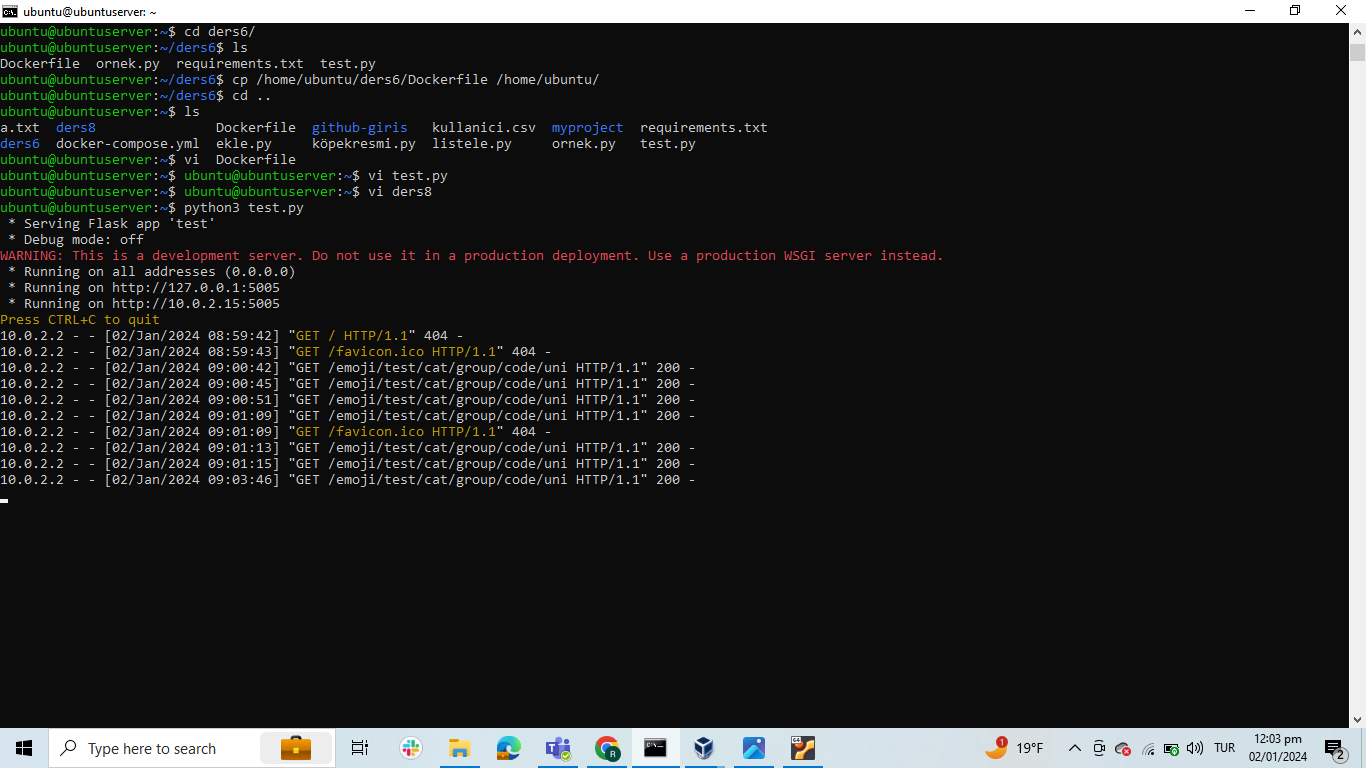 ubuntu@ubuntuserver: ~
ubuntu@ubuntuserver:~$ cd ders6/
ubuntu@ubuntuserver:~/ders6$ ls
Dockerfile  ornek.py  requirements.txt  test.py
ubuntu@ubuntuserver:~/ders6$ cp /home/ubuntu/ders6/Dockerfile /home/ubuntu/
ubuntu@ubuntuserver:~/ders6$ cd ..
ubuntu@ubuntuserver:~$ ls
a.txt  ders8               Dockerfile  github-giris   kullanici.csv  myproject  requirements.txt
ders6  docker-compose.yml  ekle.py     köpekresmi.py  listele.py     ornek.py   test.py
ubuntu@ubuntuserver:~$ vi  Dockerfile
ubuntu@ubuntuserver:~$ ubuntu@ubuntuserver:~$ vi test.py
ubuntu@ubuntuserver:~$ ubuntu@ubuntuserver:~$ vi ders8
ubuntu@ubuntuserver:~$ python3 test.py
 * Serving Flask app 'test'
 * Debug mode: off
WARNING: This is a development server. Do not use it in a production deployment. Use a production WSGI server instead.
 * Running on all addresses (0.0.0.0)
 * Running on http://127.0.0.1:5005
 * Running on http://10.0.2.15:5005
Press CTRL+C to quit
10.0.2.2 - - [02/Jan/2024 08:59:42] "GET / HTTP/1.1" 404 -
10.0.2.2 - - [02/Jan/2024 08:59:43] "GET /favicon.ico HTTP/1.1" 404 -
10.0.2.2 - - [02/Jan/2024 09:00:42] "GET /emoji/test/cat/group/code/uni HTTP/1.1" 200 -
10.0.2.2 - - [02/Jan/2024 09:00:45] "GET /emoji/test/cat/group/code/uni HTTP/1.1" 200 -
10.0.2.2 - - [02/Jan/2024 09:00:51] "GET /emoji/test/cat/group/code/uni HTTP/1.1" 200 -
10.0.2.2 - - [02/Jan/2024 09:01:09] "GET /emoji/test/cat/group/code/uni HTTP/1.1" 200 -
10.0.2.2 - - [02/Jan/2024 09:01:09] "GET /favicon.ico HTTP/1.1" 404 -
10.0.2.2 - - [02/Jan/2024 09:01:13] "GET /emoji/test/cat/group/code/uni HTTP/1.1" 200 -
10.0.2.2 - - [02/Jan/2024 09:01:15] "GET /emoji/test/cat/group/code/uni HTTP/1.1" 200 -
10.0.2.2 - - [02/Jan/2024 09:03:46] "GET /emoji/test/cat/group/code/uni HTTP/1.1" 200 -
Type here to search
1
19°F
TUR
12:03 pm
02/01/2024
2